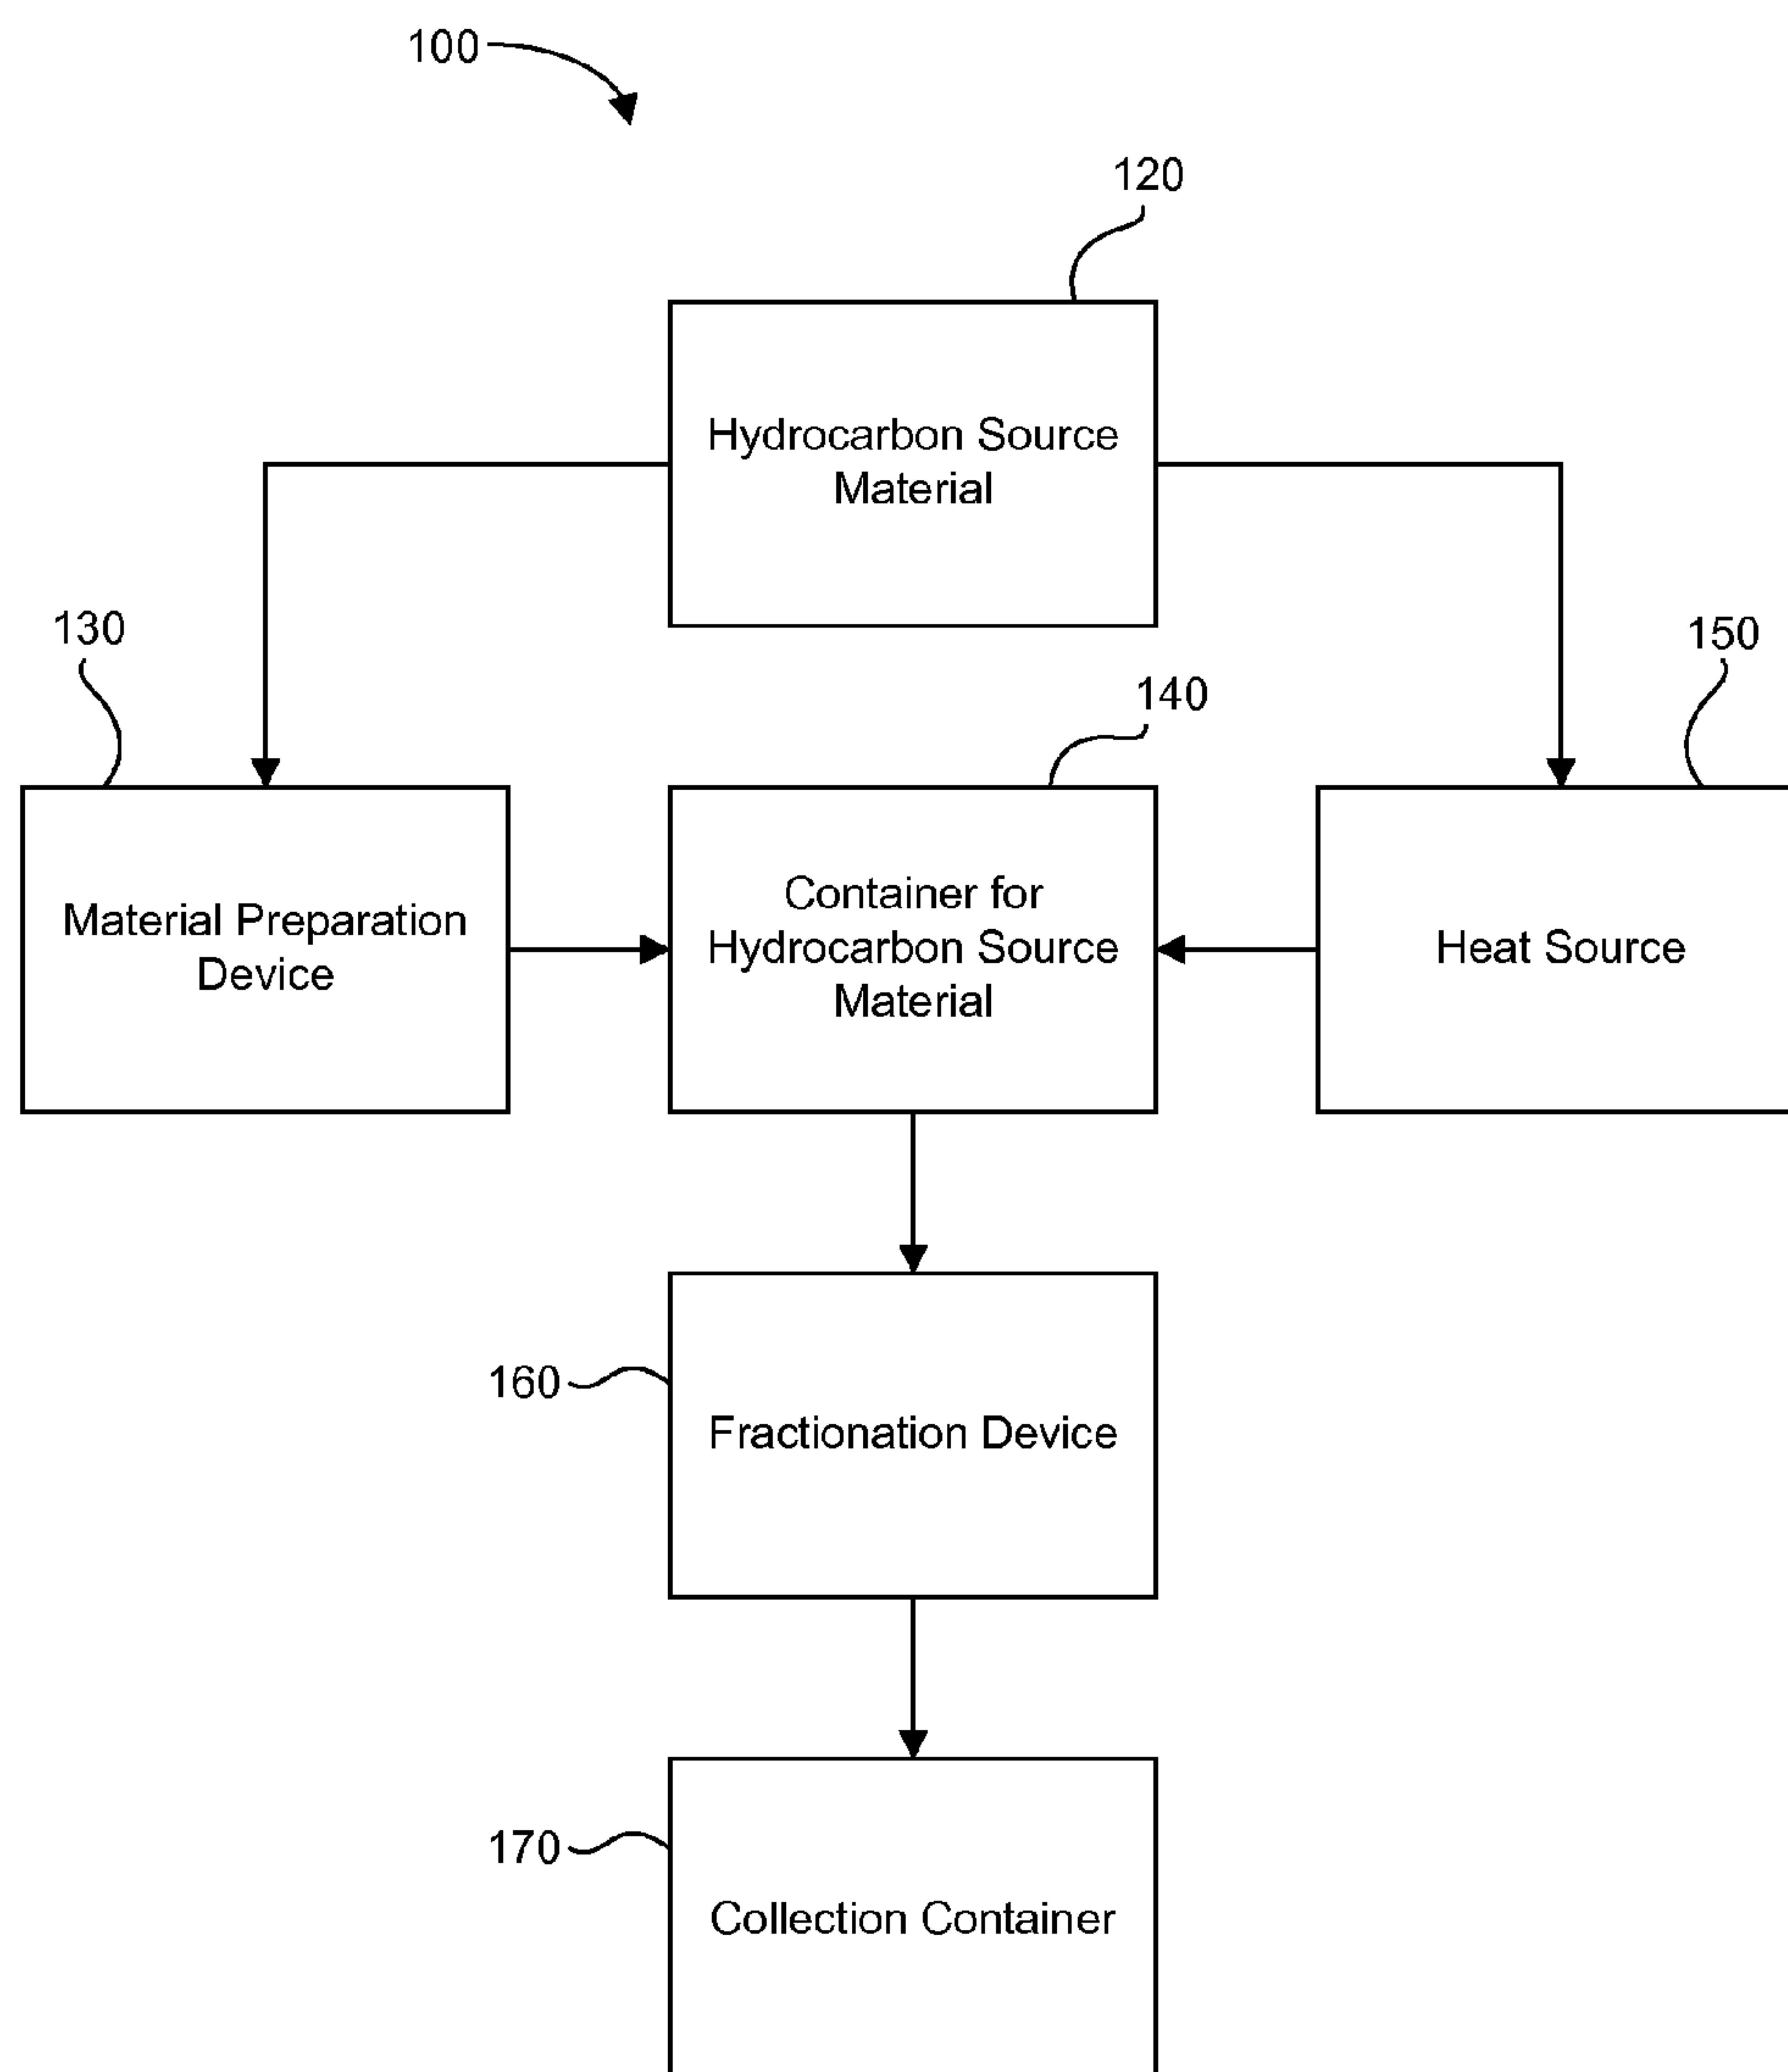 100
120
Hydrocarbon Source
Material
130
150
140
Material Preparation
Device
Container for
Hydrocarbon Source
Material
Heat Source
160
Fractionation Device
170
Collection Container